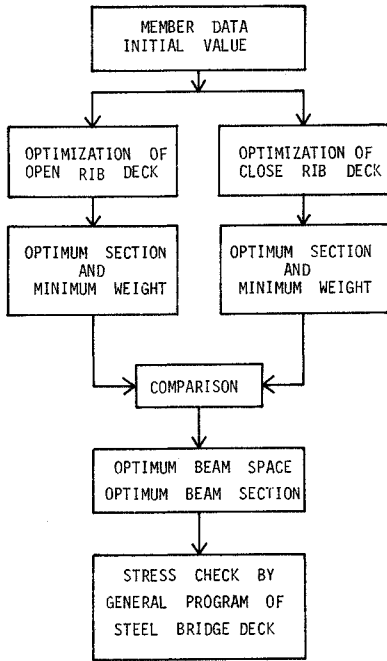 MEMBER DATA
INITIAL VALUE
OPTIMIZATION OF
OPEN RIB DECK
OPTIMIZATION OF
CLOSE RIB DECK
OPTIMUM SECTION
AND
MINIMUM WEIGHT
OPTIMUM SECTION
AND
MINIMUM WEIGHT
COMPARISON
OPTIMUM BEAM SPACE
OPTIMUM BEAM SECTION
STRESS CHECK BY
GENERAL PROGRAM OF
STEEL BRIDGE DECK